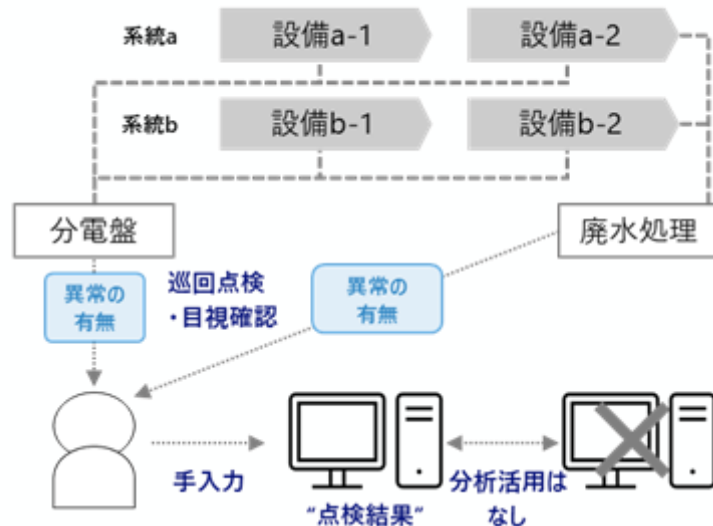 系統a
設備a-1
設備a-2
系統b
設備b-1
設備b-2
分電盤
廃水処理
異常の
有無
巡回点検
・目視確認
異常の
有無
手入力
“点検結果”
分析活用は
なし